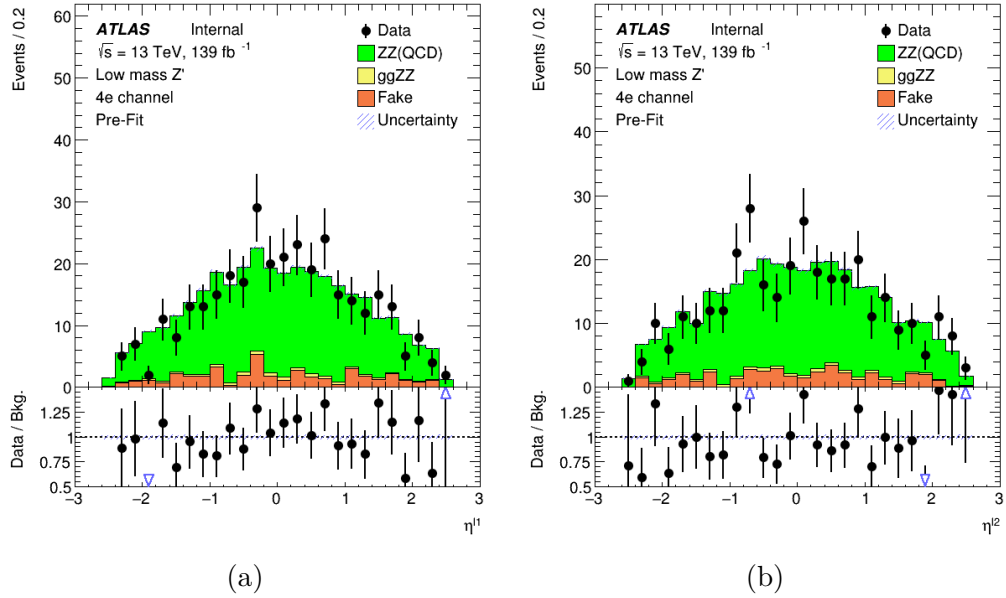 Events / 0.2
60
50
40
30
20
10
0
ATLAS Internal
√s = 13 TeV, 139 fb -1
Low mass Z'
4e channel
Pre-Fit
Data
ZZ(QCD)
ggZZ
Fake
Uncertainty
Data / Bkg.
1.25
1
0.75
0.5
−3 −2 −1 0 1 2 3
η^l1
(a)
Events / 0.2
60
50
40
30
20
10
0
ATLAS Internal
√s = 13 TeV, 139 fb -1
Low mass Z'
4e channel
Pre-Fit
Data
ZZ(QCD)
ggZZ
Fake
Uncertainty
Data / Bkg.
1.25
1
0.75
0.5
−3 −2 −1 0 1 2 3
η^l2
(b)